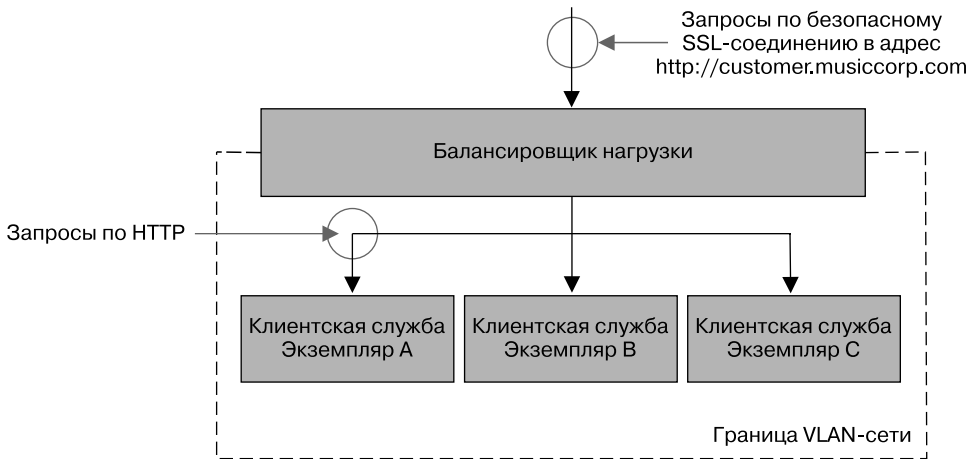 Запросы по безопасному
SSL-соединению в адрес
http://customer.musiccorp.com
Балансировщик нагрузки
Запросы по HTTP
Клиентская служба
Экземпляр A
Клиентская служба
Экземпляр B
Клиентская служба
Экземпляр C
Граница VLAN-сети